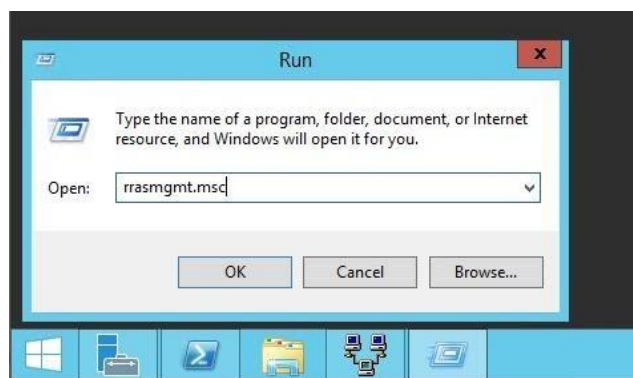 Run
x
Type the name of a program, folder, document, or Internet
resource, and Windows will open it for you.
Open:
rrasmgmt.msc
OK
Cancel
Browse...